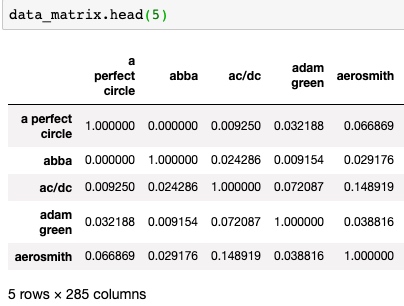 data_matrix.head(5)
a perfect circle abba ac/dc adam green aerosmith
a perfect circle 1.000000 0.000000 0.009250 0.032188 0.066869
abba 0.000000 1.000000 0.024286 0.009154 0.029176
ac/dc 0.009250 0.024286 1.000000 0.072087 0.148919
adam green 0.032188 0.009154 0.072087 1.000000 0.038816
aerosmith 0.066869 0.029176 0.148919 0.038816 1.000000
5 rows × 285 columns